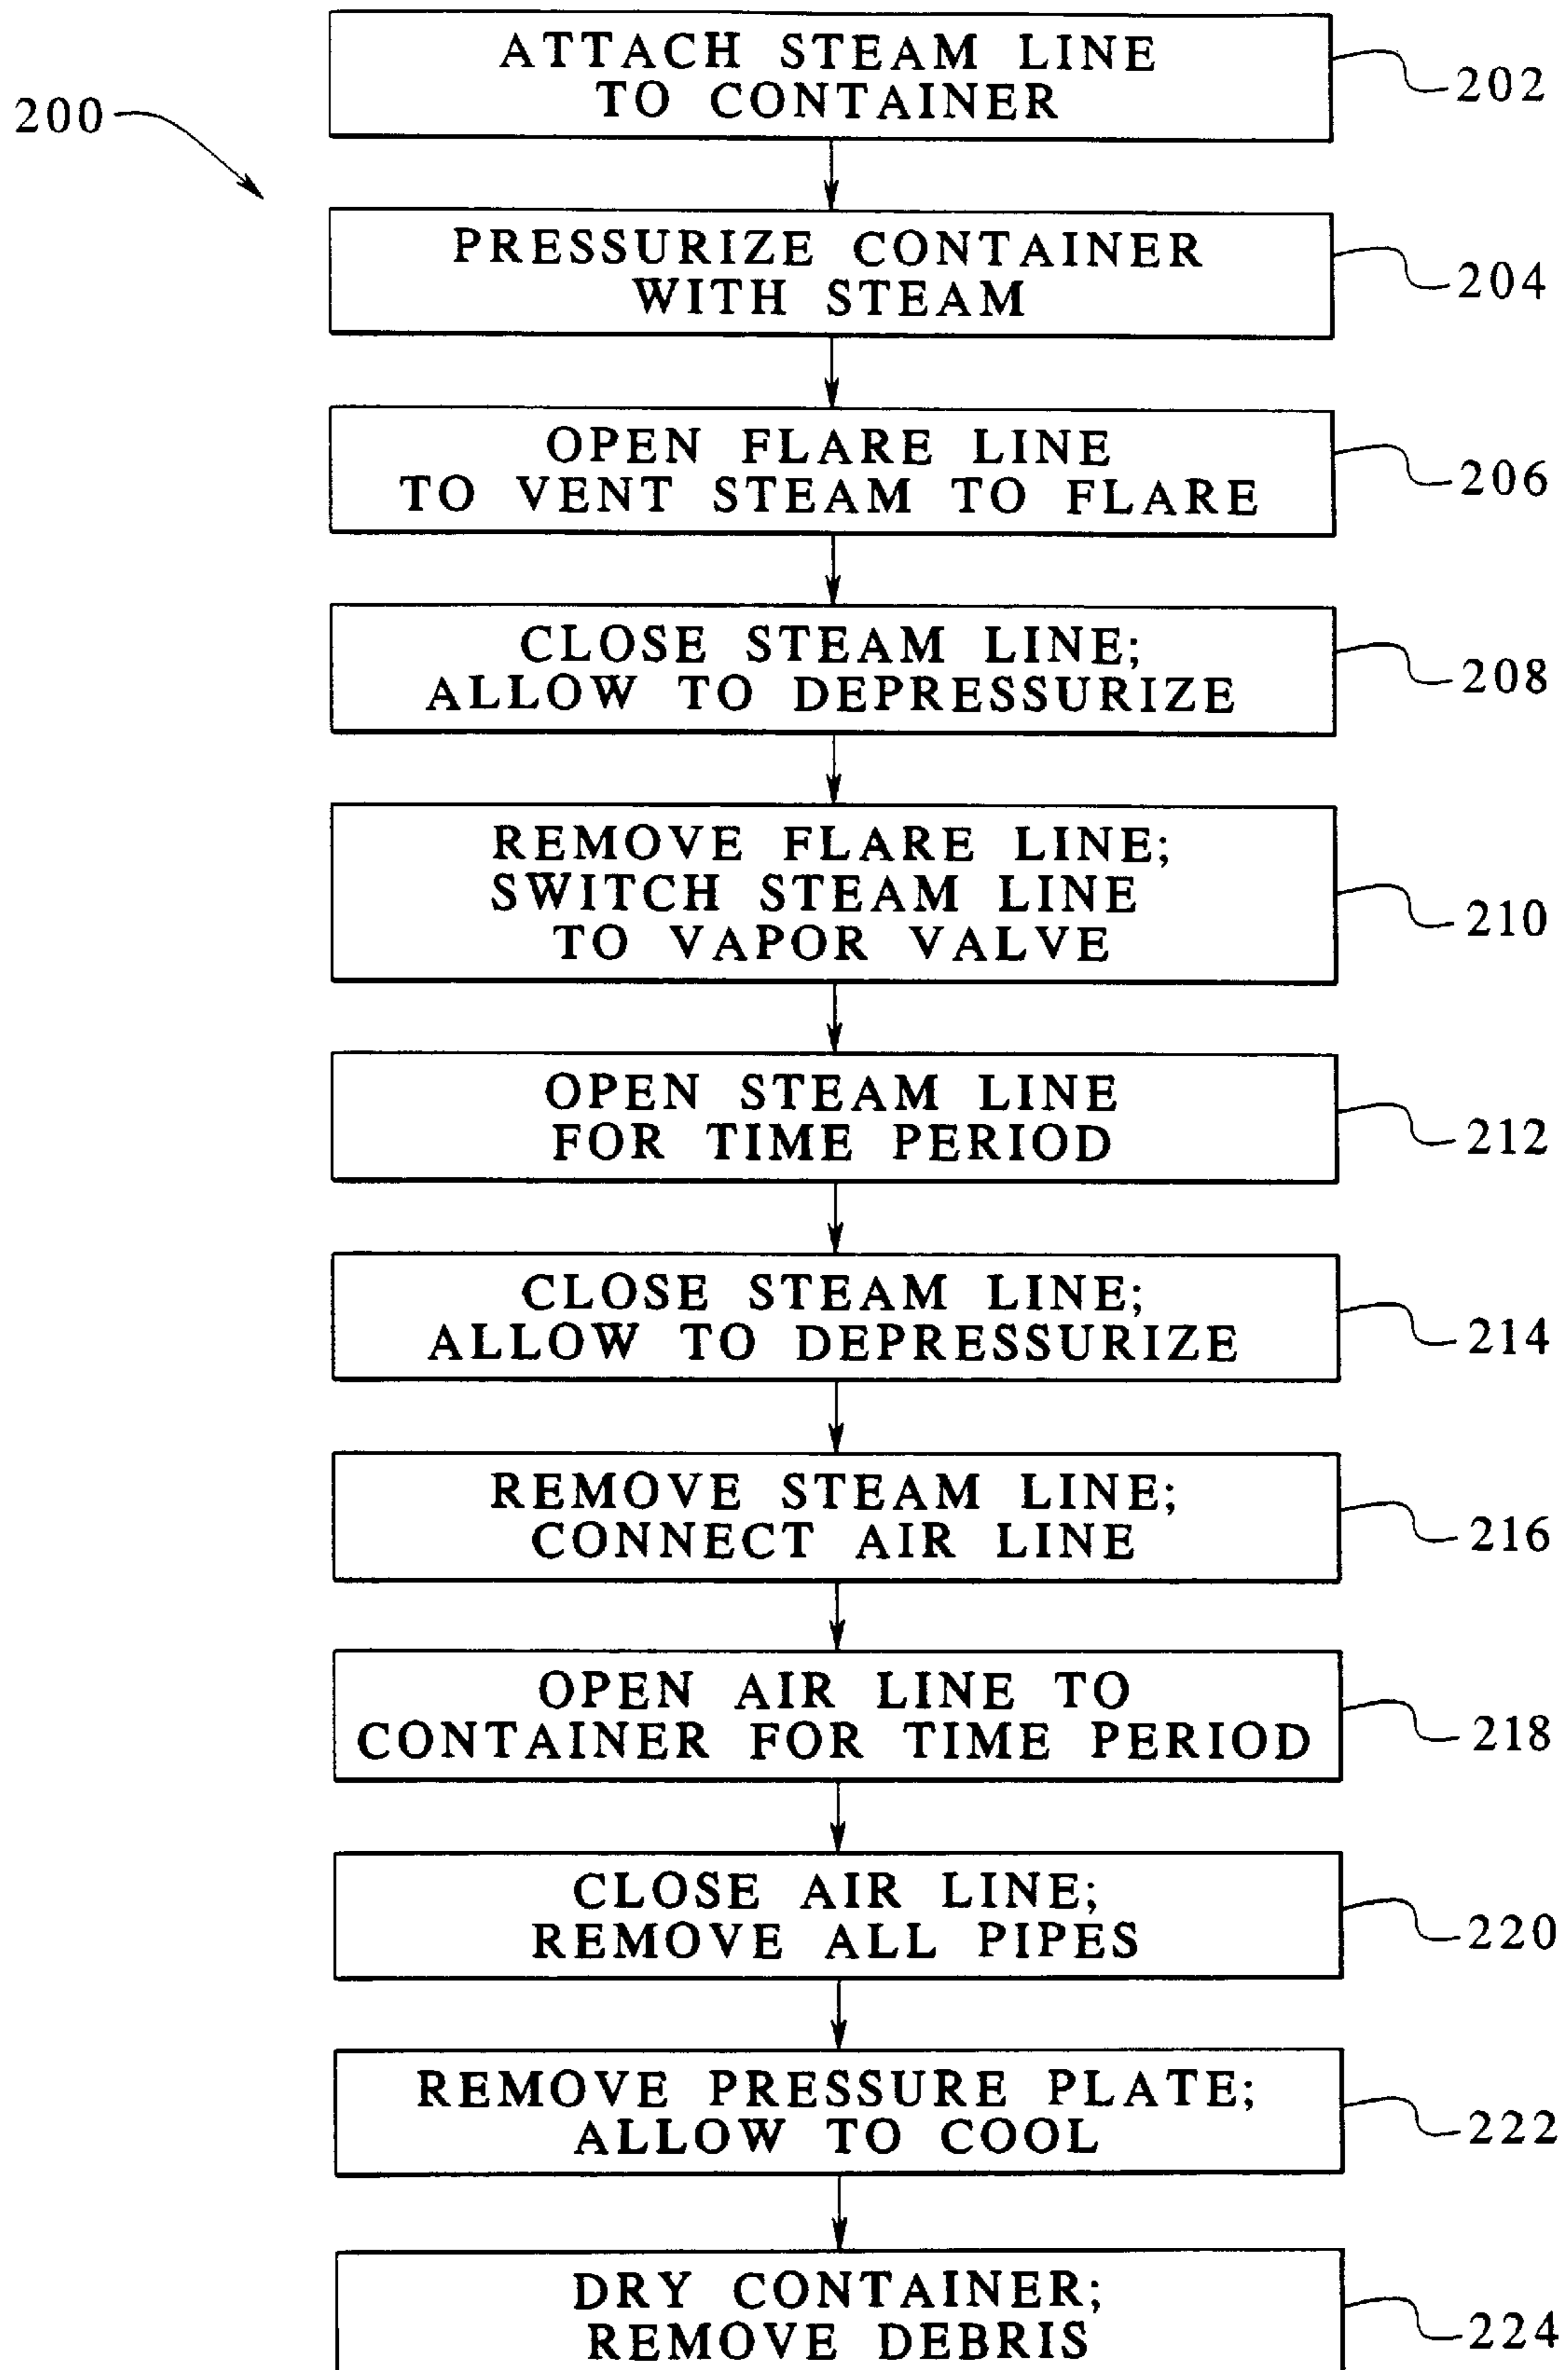 200
ATTACH STEAM LINE
TO CONTAINER
202
PRESSURIZE CONTAINER
WITH STEAM
204
OPEN FLARE LINE
TO VENT STEAM TO FLARE
206
CLOSE STEAM LINE;
ALLOW TO DEPRESSURIZE
208
REMOVE FLARE LINE;
SWITCH STEAM LINE
TO VAPOR VALVE
210
OPEN STEAM LINE
FOR TIME PERIOD
212
CLOSE STEAM LINE;
ALLOW TO DEPRESSURIZE
214
REMOVE STEAM LINE;
CONNECT AIR LINE
216
OPEN AIR LINE TO
CONTAINER FOR TIME PERIOD
218
CLOSE AIR LINE;
REMOVE ALL PIPES
220
REMOVE PRESSURE PLATE;
ALLOW TO COOL
222
DRY CONTAINER;
REMOVE DEBRIS
224